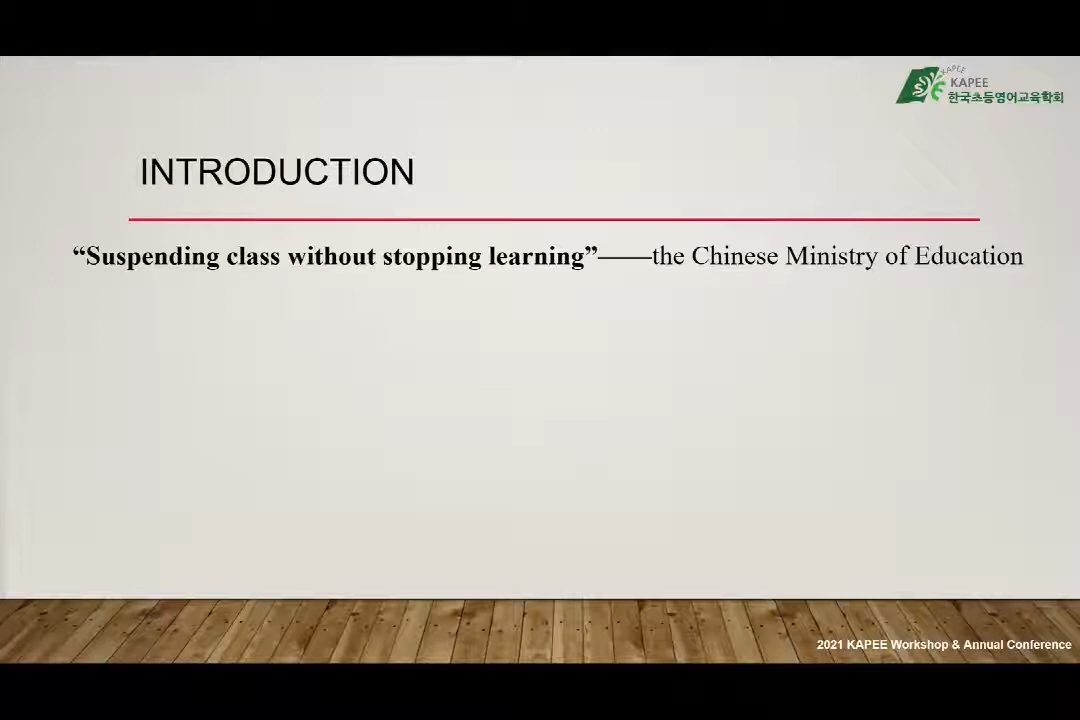 KAPEE
KAPEE
한국초등영어교육학회
INTRODUCTION
“Suspending class without stopping learning”——the Chinese Ministry of Education
2021 KAPEE Workshop & Annual Conference